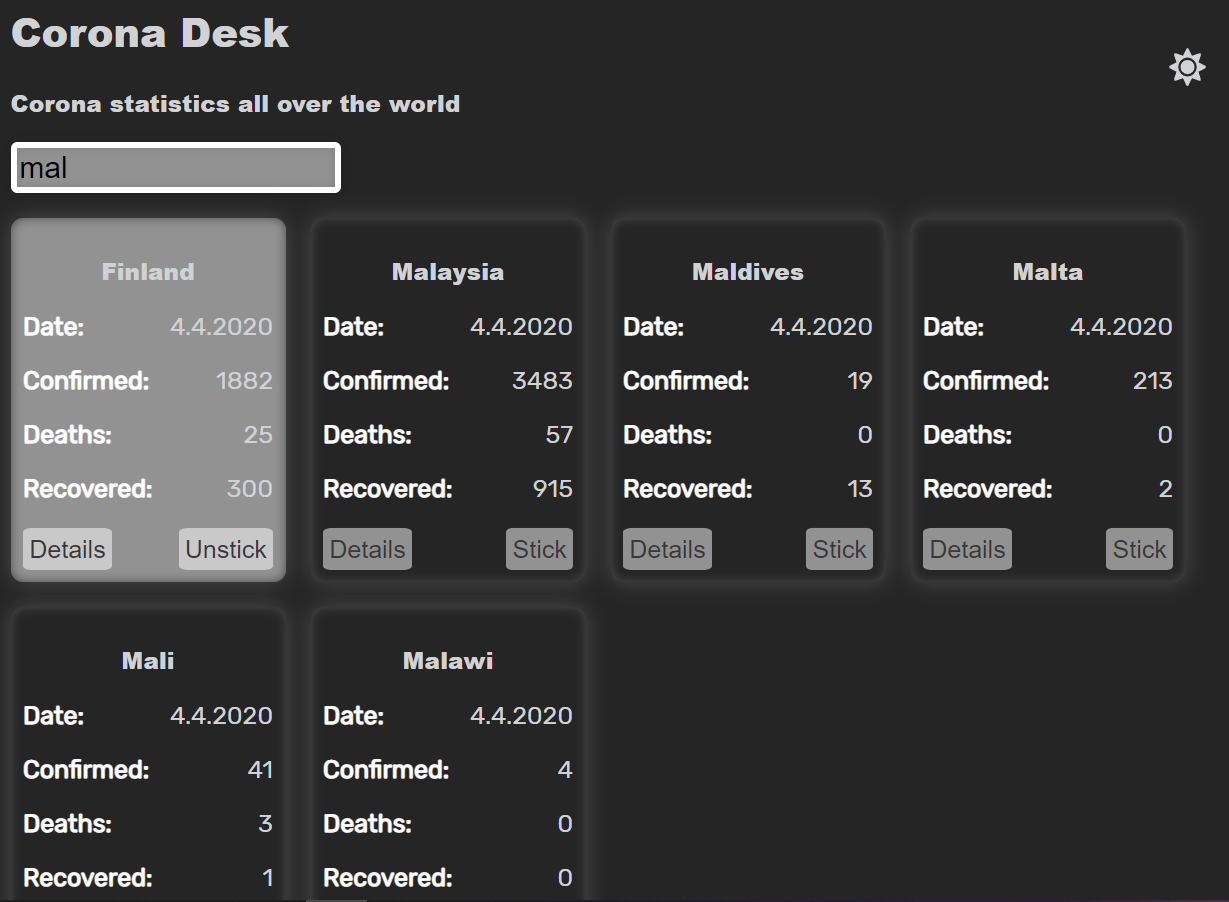 Corona Desk
Corona statistics all over the world
mal
Finland
Date: 4.4.2020
Confirmed: 1882
Deaths: 25
Recovered: 300
Details Unstick
Malaysia
Date: 4.4.2020
Confirmed: 3483
Deaths: 57
Recovered: 915
Details Stick
Maldives
Date: 4.4.2020
Confirmed: 19
Deaths: 0
Recovered: 13
Details Stick
Malta
Date: 4.4.2020
Confirmed: 213
Deaths: 0
Recovered: 2
Details Stick
Mali
Date: 4.4.2020
Confirmed: 41
Deaths: 3
Recovered: 1
Malawi
Date: 4.4.2020
Confirmed: 4
Deaths: 0
Recovered: 0